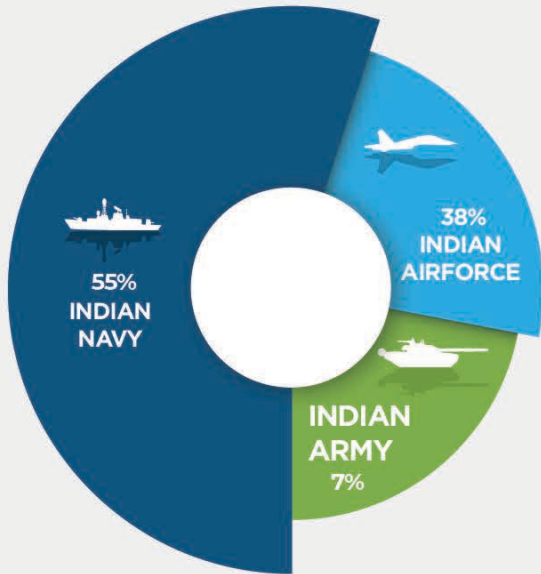 38%
INDIAN
AIRFORCE
55%
INDIAN
NAVY
INDIAN
ARMY
7%